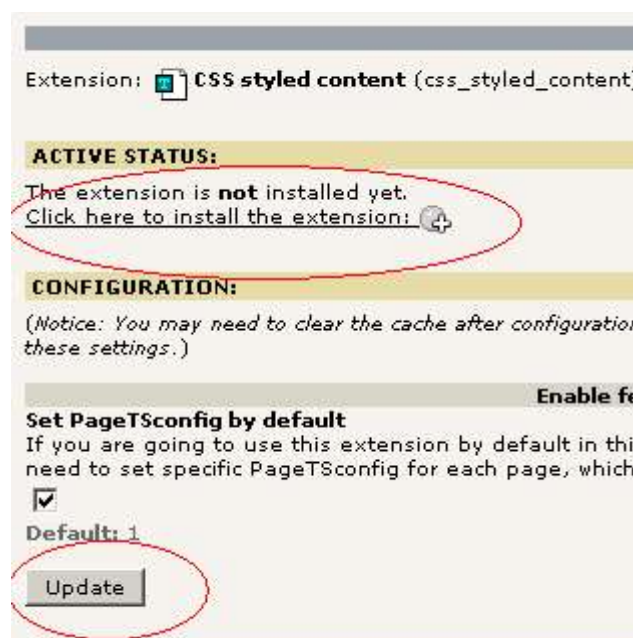 Extension: CSS styled content (css_styled_content)
ACTIVE STATUS:
The extension is not installed yet.
Click here to install the extension:
CONFIGURATION:
(Notice: You may need to clear the cache after configuration
these settings.)
Enable fe
Set PageTSconfig by default
If you are going to use this extension by default in thi
need to set specific PageTSconfig for each page, which
Default: 1
Update